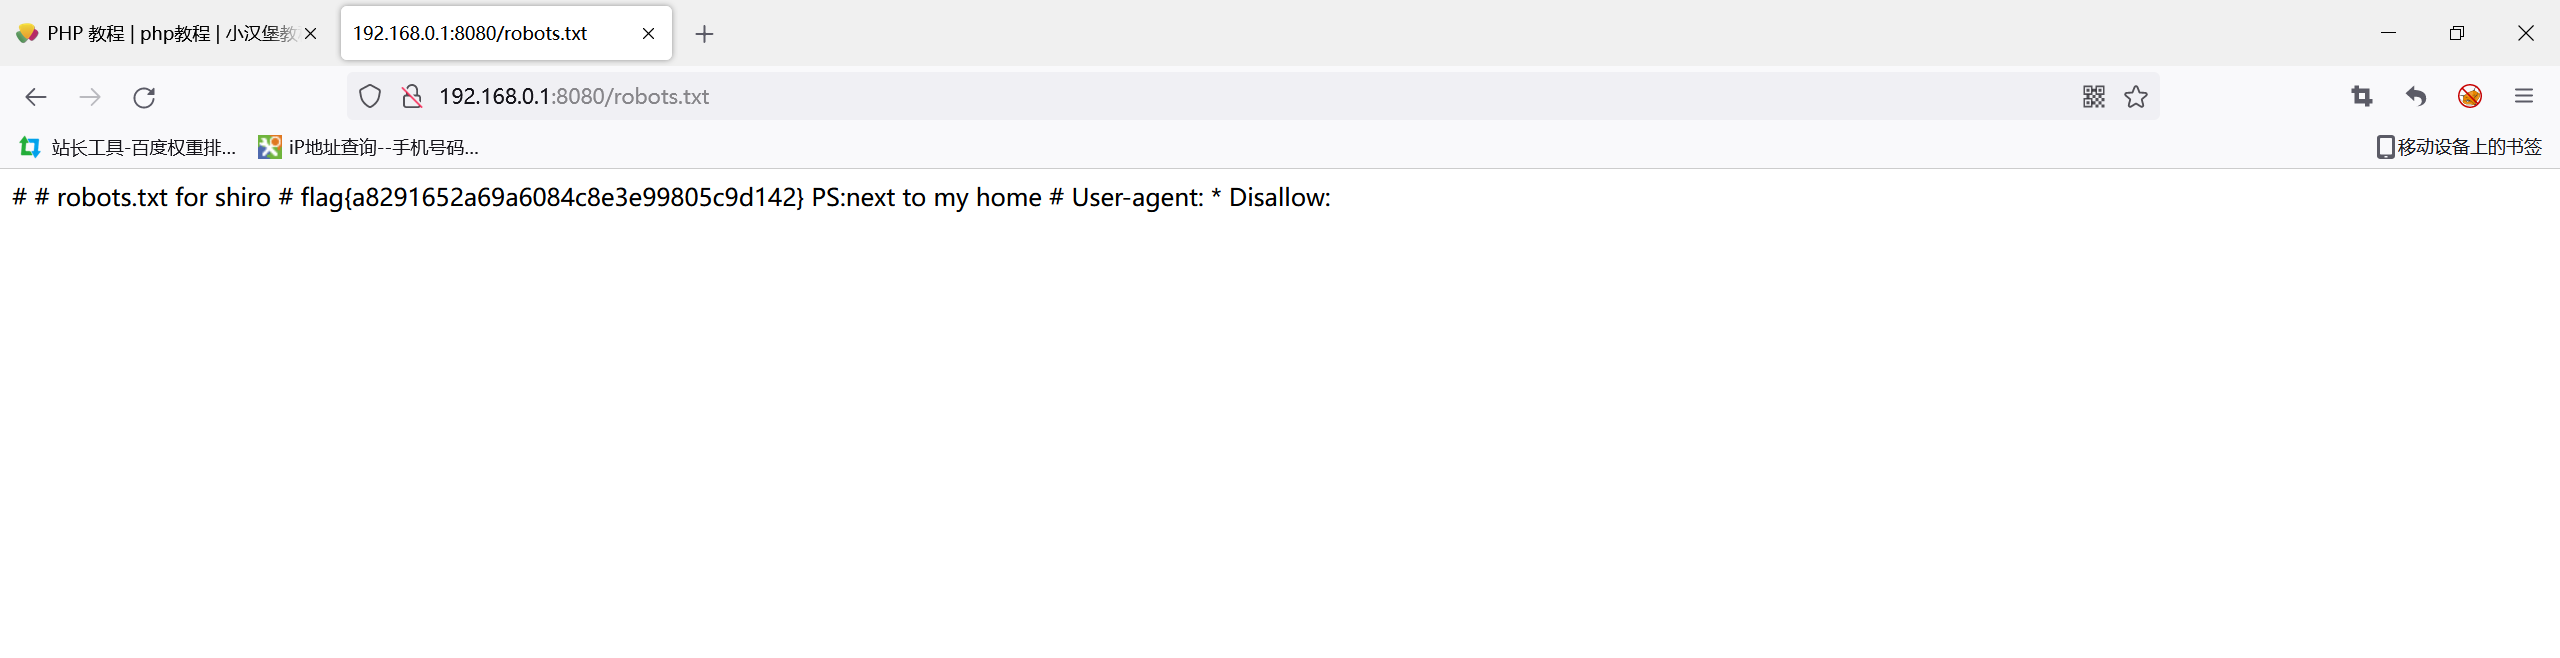 PHP 教程 | php教程 | 小汉堡教
192.168.0.1:8080/robots.txt
192.168.0.1:8080/robots.txt
站长工具-百度权重排...
iP地址查询--手机号码...
移动设备上的书签
# # robots.txt for shiro # flag{a8291652a69a6084c8e3e99805c9d142} PS:next to my home # User-agent: * Disallow: